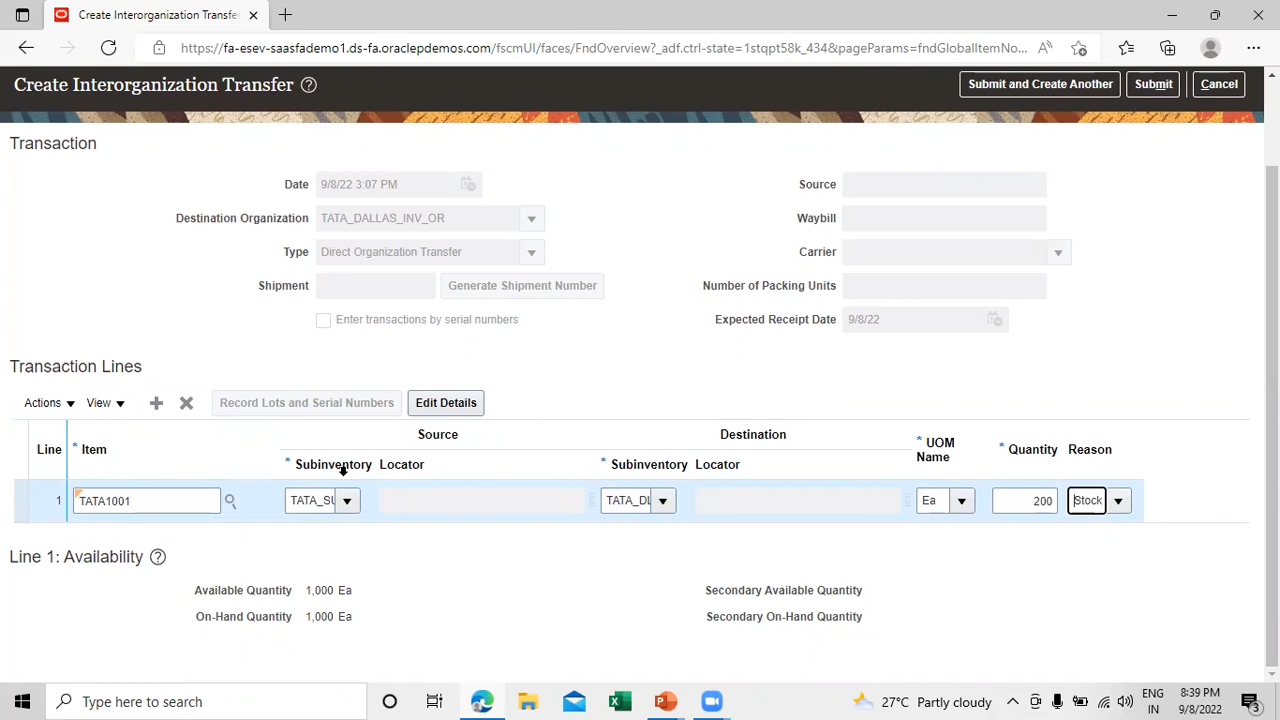 Create Interorganization Transfe
https://fa-esev-saasfademo1.ds-fa.oraclepdemos.com/fscmUI/faces/FndOverview?_adf.ctrl-state=1stqpt58k_434&pageParams=fndGlobalItemNo...
Create Interorganization Transfer
Submit and Create Another
Submit
Cancel
Transaction
Date 9/8/22 3:07 PM
Source
Destination Organization TATA_DALLAS_INV_OR
Waybill
Type Direct Organization Transfer
Carrier
Shipment
Generate Shipment Number
Number of Packing Units
Enter transactions by serial numbers
Expected Receipt Date 9/8/22
Transaction Lines
Actions
View
Record Lots and Serial Numbers
Edit Details
Source
Destination
Line
* Item
* Subinventory
Locator
* Subinventory
Locator
* UOM
Name
* Quantity
Reason
1 TATA1001 TATA_SU TATA_DL Ea 200 Stock
Line 1: Availability
Available Quantity 1,000 Ea
Secondary Available Quantity
On-Hand Quantity 1,000 Ea
Secondary On-Hand Quantity
Type here to search
27°C Partly cloudy
ENG
IN
8:39 PM
9/8/2022
3